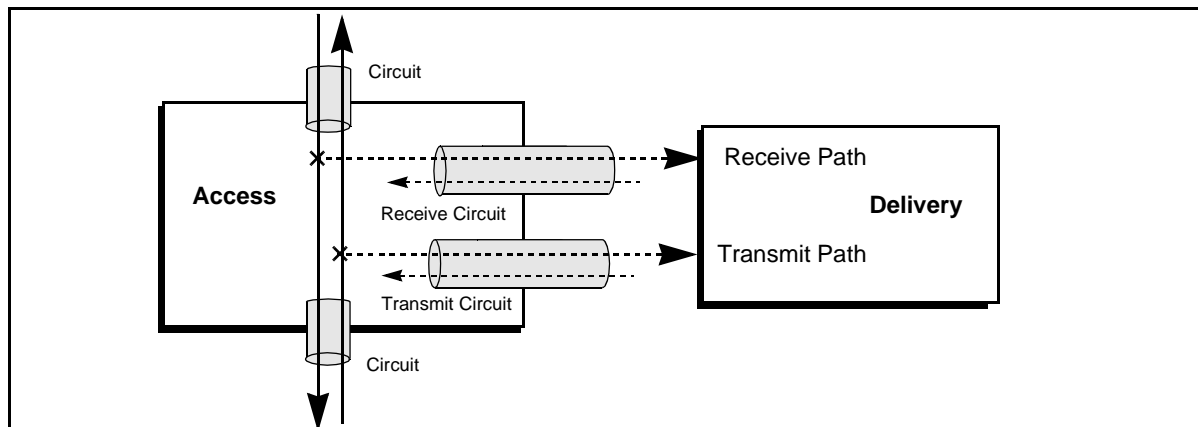 Circuit
Receive Path
Access
Delivery
Receive Circuit
Transmit Path
Transmit Circuit
Circuit